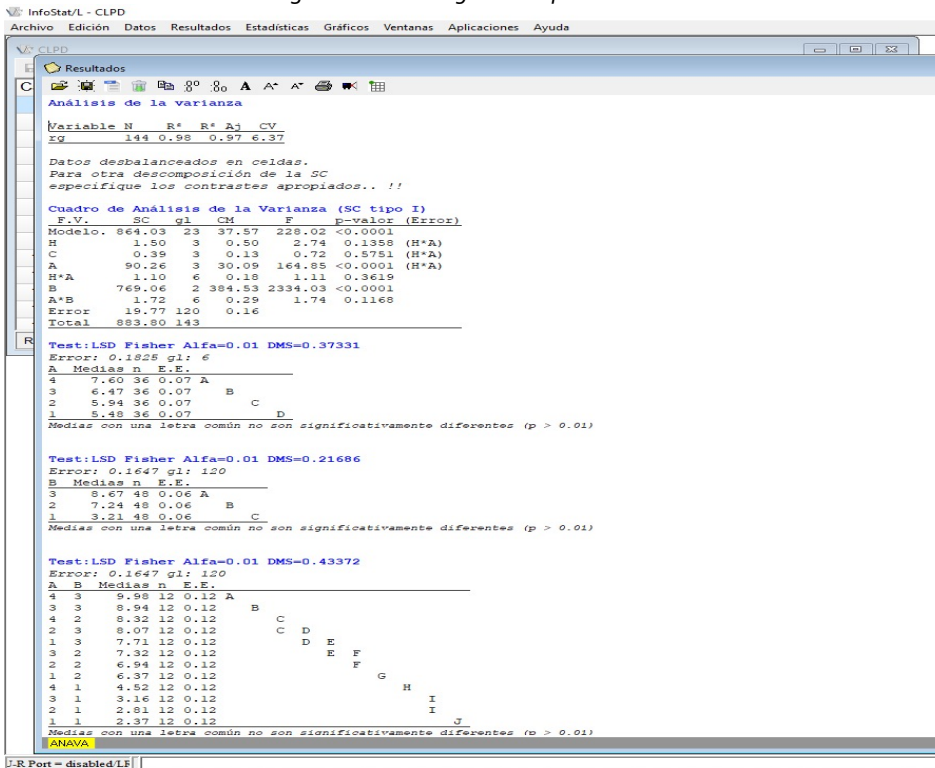 InfoStat/L - CLPD
Archivo Edición Datos Resultados Estadísticas Gráficos Ventanas Aplicaciones Ayuda
CLPD
Resultados
Análisis de la varianza
Variable N R² R² Aj CV
rg 144 0.98 0.97 6.37
Datos desbalanceados en celdas.
Para otra descomposición de la SC
especifique los contrastes apropiados.. !!
Cuadro de Análisis de la Varianza (SC tipo I)
F.V. SC gl CM F p-valor (Error)
Modelo. 864.03 23 37.57 228.02 <0.0001
H 1.50 3 0.50 2.74 0.1358 (H*A)
C 0.39 3 0.13 0.72 0.5751 (H*A)
A 90.26 3 30.09 164.85 <0.0001 (H*A)
H*A 1.10 6 0.18 1.11 0.3619
B 769.06 2 384.53 2334.03 <0.0001
A*B 1.72 6 0.29 1.74 0.1168
Error 19.77 120 0.16
Total 883.80 143
Test:LSD Fisher Alfa=0.01 DMS=0.37331
Error: 0.1825 gl: 6
A Medias n E.E.
4 7.60 36 0.07 A
3 6.47 36 0.07 B
2 5.94 36 0.07 C
1 5.48 36 0.07 D
Medias con una letra común no son significativamente diferentes (p > 0.01)
Test:LSD Fisher Alfa=0.01 DMS=0.21686
Error: 0.1647 gl: 120
B Medias n E.E.
3 8.67 48 0.06 A
2 7.24 48 0.06 B
1 3.21 48 0.06 C
Medias con una letra común no son significativamente diferentes (p > 0.01)
Test:LSD Fisher Alfa=0.01 DMS=0.43372
Error: 0.1647 gl: 120
A B Medias n E.E.
4 3 9.98 12 0.12 A
3 3 8.94 12 0.12 B
4 2 8.32 12 0.12 C
2 3 8.07 12 0.12 C D
1 3 7.71 12 0.12 D E
3 2 7.32 12 0.12 E F
2 2 6.94 12 0.12 F
1 2 6.37 12 0.12 G
4 1 4.52 12 0.12 H
3 1 3.16 12 0.12 I
2 1 2.81 12 0.12 I
1 1 2.37 12 0.12 J
Medias con una letra común no son significativamente diferentes (p > 0.01)
ANAVA